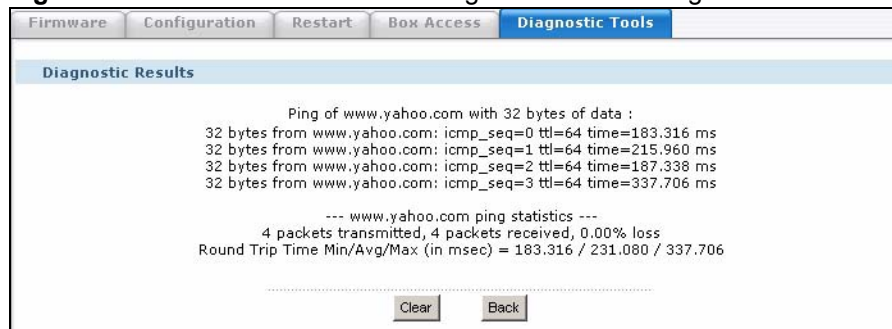 Firmware Configuration Restart Box Access Diagnostic Tools
Diagnostic Results
Ping of www.yahoo.com with 32 bytes of data :
32 bytes from www.yahoo.com: icmp_seq=0 ttl=64 time=183.316 ms
32 bytes from www.yahoo.com: icmp_seq=1 ttl=64 time=215.960 ms
32 bytes from www.yahoo.com: icmp_seq=2 ttl=64 time=187.338 ms
32 bytes from www.yahoo.com: icmp_seq=3 ttl=64 time=337.706 ms
--- www.yahoo.com ping statistics ---
4 packets transmitted, 4 packets received, 0.00% loss
Round Trip Time Min/Avg/Max (in msec) = 183.316 / 231.080 / 337.706
Clear Back